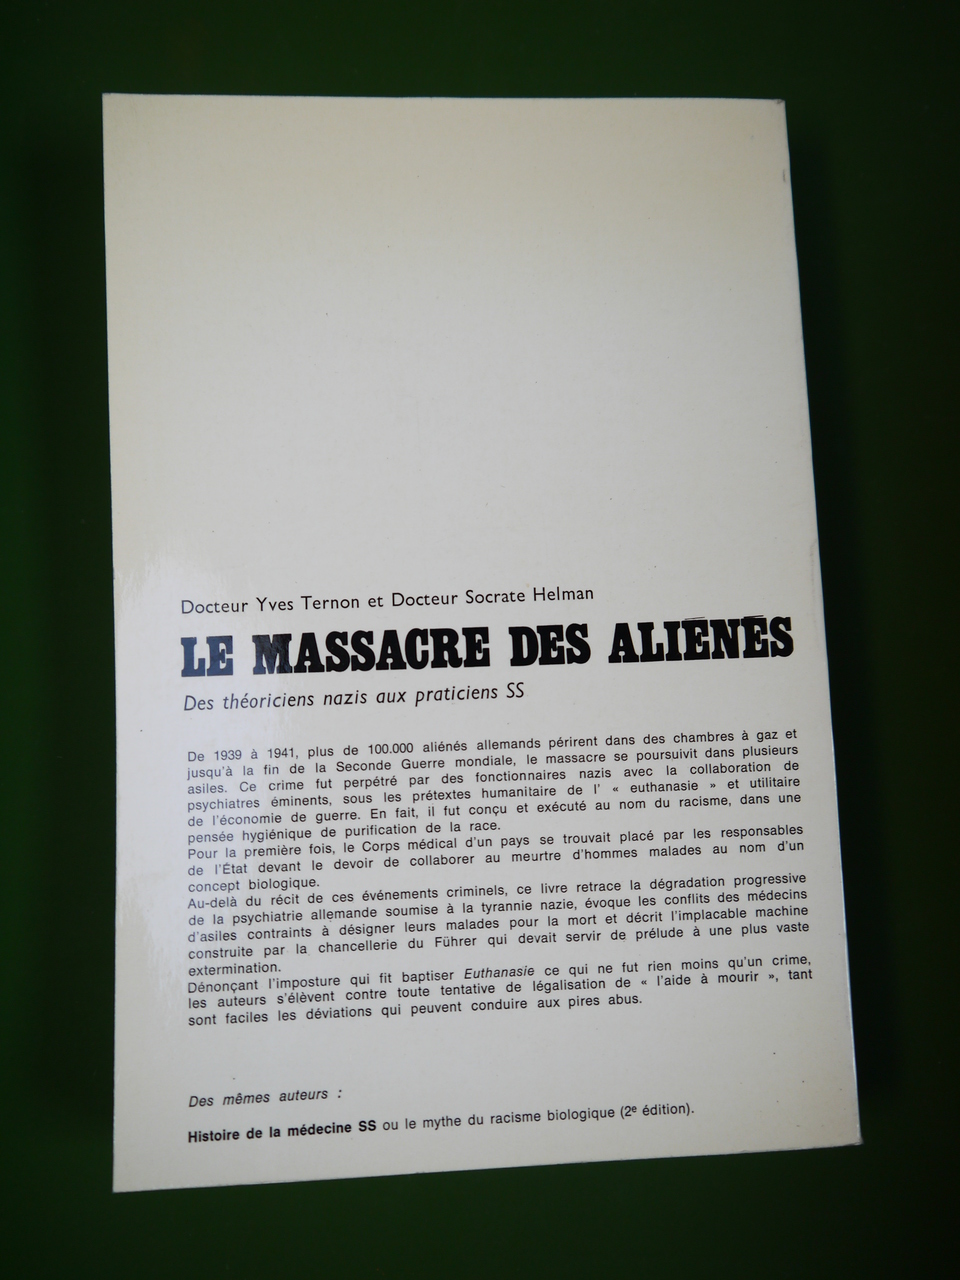 Docteur Yves Ternon et Docteur Socrate Helman
LE MASSACRE DES ALIÉNÉS
Des théoriciens nazis aux praticiens SS
De 1939 à 1941, plus de 100.000 aliénés allemands périrent dans des chambres à gaz et
jusqu'à la fin de la Seconde Guerre mondiale, le massacre se poursuivit dans plusieurs
asiles. Ce crime fut perpétré par des fonctionnaires nazis avec la collaboration de
psychiatres éminents, sous les prétextes humanitaire de l' « euthanasie » et utilitaire
de l'économie de guerre. En fait, il fut conçu et exécuté au nom du racisme, dans une
pensée hygiénique de purification de la race.
Pour la première fois, le Corps médical d'un pays se trouvait placé par les responsables
de l'État devant le devoir de collaborer au meurtre d'hommes malades au nom d'un
concept biologique.
Au-delà du récit de ces événements criminels, ce livre retrace la dégradation progressive
de la psychiatrie allemande soumise à la tyrannie nazie, évoque les conflits des médecins
d'asiles contraints à désigner leurs malades pour la mort et décrit l'implacable machine
construite par la chancellerie du Führer qui devait servir de prélude à une plus vaste
extermination.
Dénonçant l'imposture qui fit baptiser Euthanasie ce qui ne fut rien moins qu'un crime,
les auteurs s'élèvent contre toute tentative de légalisation de « l'aide à mourir », tant
sont faciles les déviations qui peuvent conduire aux pires abus.
Des mêmes auteurs :
Histoire de la médecine SS ou le mythe du racisme biologique (2e édition).